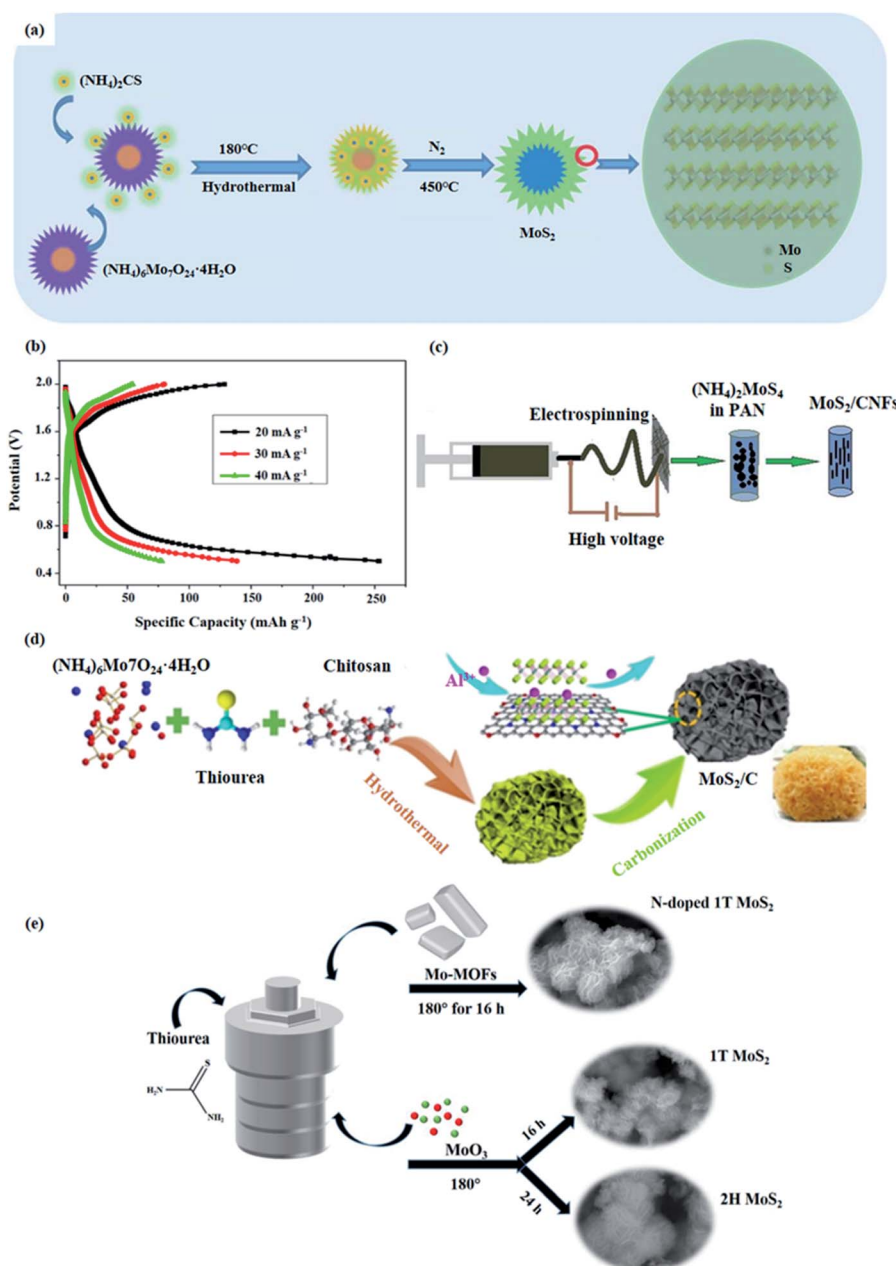 (a)
(NH₄)₂CS
180°C
Hydrothermal
N₂
450°C
MoS₂
(NH₄)₆Mo₇O₂₄·4H₂O
Mo
S
(b)
Potential (V)
2.0
1.6
1.2
0.8
0.4
20 mA g⁻¹
30 mA g⁻¹
40 mA g⁻¹
0 50 100 150 200 250
Specific Capacity (mAh g⁻¹)
(c)
Electrospinning
High voltage
(NH₄)₂MoS₄
in PAN
MoS₂/CNFs
(d)
(NH₄)₆Mo7O₂₄·4H₂O
Thiourea
Chitosan
Hydrothermal
Al³⁺
Carbonization
MoS₂/C
(e)
Thiourea
S
H₂N
NH₂
Mo-MOFs
180° for 16 h
N-doped 1T MoS₂
MoO₃
180°
16 h
24 h
1T MoS₂
2H MoS₂